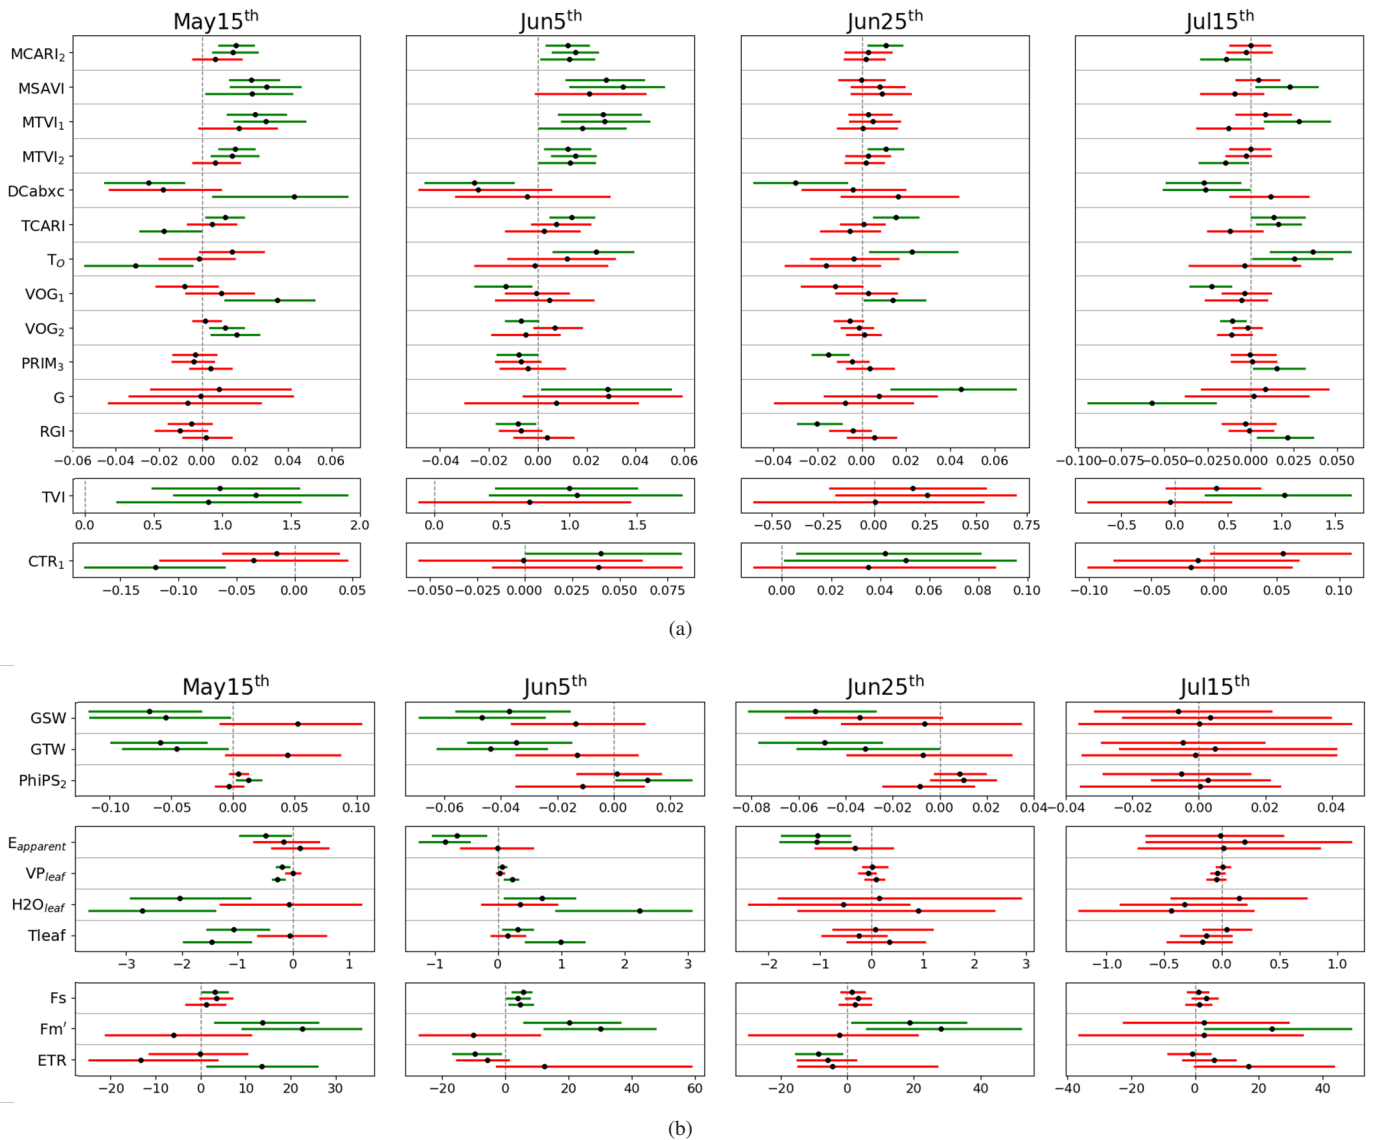 May15th Jun5th Jun25th Jul15th
MCARI2
MSAVI
MTVI1
MTVI2
DCabxc
TCARI
TO
VOG1
VOG2
PRIM3
G
RGI
−0.06 −0.04 −0.02 0.00 0.02 0.04 0.06 −0.04 −0.02 0.00 0.02 0.04 0.06 −0.04 −0.02 0.00 0.02 0.04 0.06 −0.100 −0.075 −0.050 −0.025 0.000 0.025 0.050
TVI
0.0 0.5 1.0 1.5 2.0 0.0 0.5 1.0 1.5 −0.50 −0.25 0.00 0.25 0.50 0.75 −0.5 0.0 0.5 1.0 1.5
CTR1
−0.15 −0.10 −0.05 0.00 0.05 −0.050 −0.025 0.000 0.025 0.050 0.075 0.00 0.02 0.04 0.06 0.08 0.10 −0.10 −0.05 0.00 0.05 0.10
(a)
May15th Jun5th Jun25th Jul15th
GSW
GTW
PhiPS2
−0.10 −0.05 0.00 0.05 0.10 −0.06 −0.04 −0.02 0.00 0.02 −0.08 −0.06 −0.04 −0.02 0.00 0.02 0.04 −0.04 −0.02 0.00 0.02 0.04
Eapparent
VPleaf
H2Oleaf
Tleaf
−3 −2 −1 0 1 −1 0 1 2 3 −2 −1 0 1 2 3 −1.0 −0.5 0.0 0.5 1.0
Fs
Fm′
ETR
−20 −10 0 10 20 30 −20 0 20 40 60 −20 0 20 40 −40 −20 0 20 40
(b)